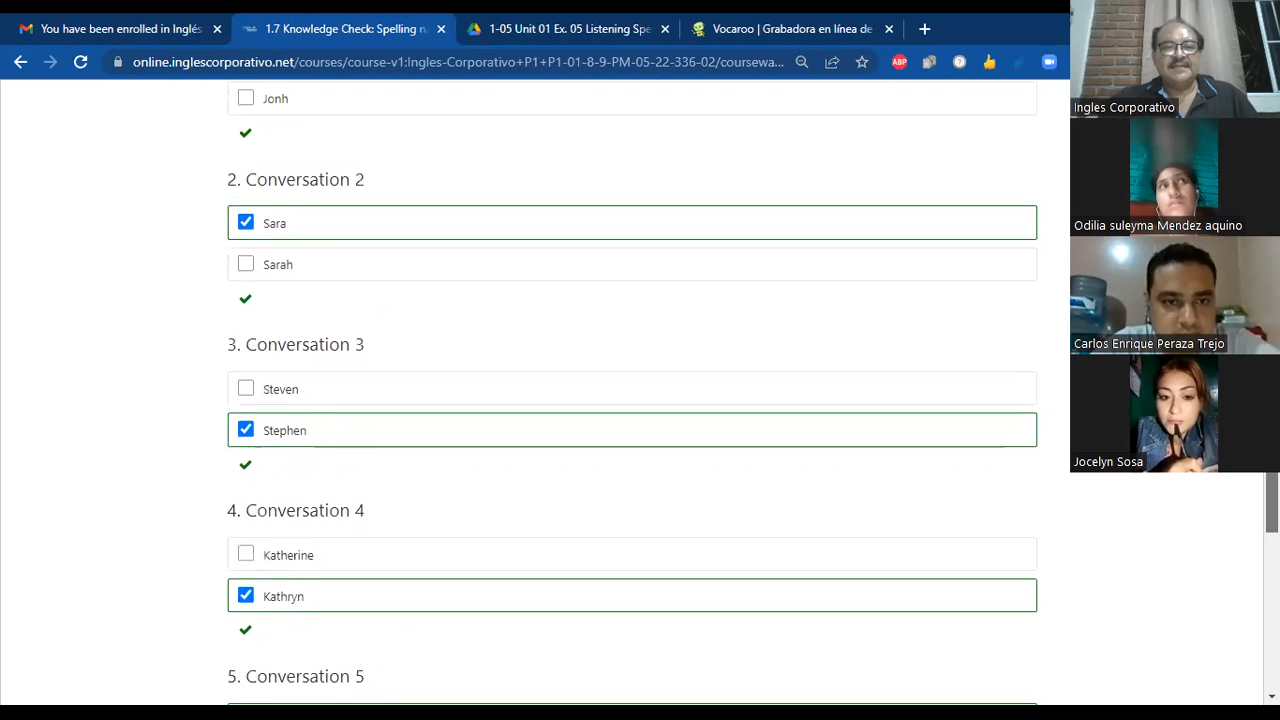 You have been enrolled in Inglés
1.7 Knowledge Check: Spelling
1-05 Unit 01 Ex. 05 Listening Spe
Vocaroo | Grabadora en línea de
online.inglescorporativo.net/courses/course-v1:Ingles-Corporativo+P1+P1-01-8-9-PM-05-22-336-02/coursewa...
ABP
Jonh
2. Conversation 2
Sara
Sarah
3. Conversation 3
Steven
Stephen
4. Conversation 4
Katherine
Kathryn
5. Conversation 5
Ingles Corporativo
Odilia suleyma Mendez aquino
Carlos Enrique Peraza Trejo
Jocelyn Sosa